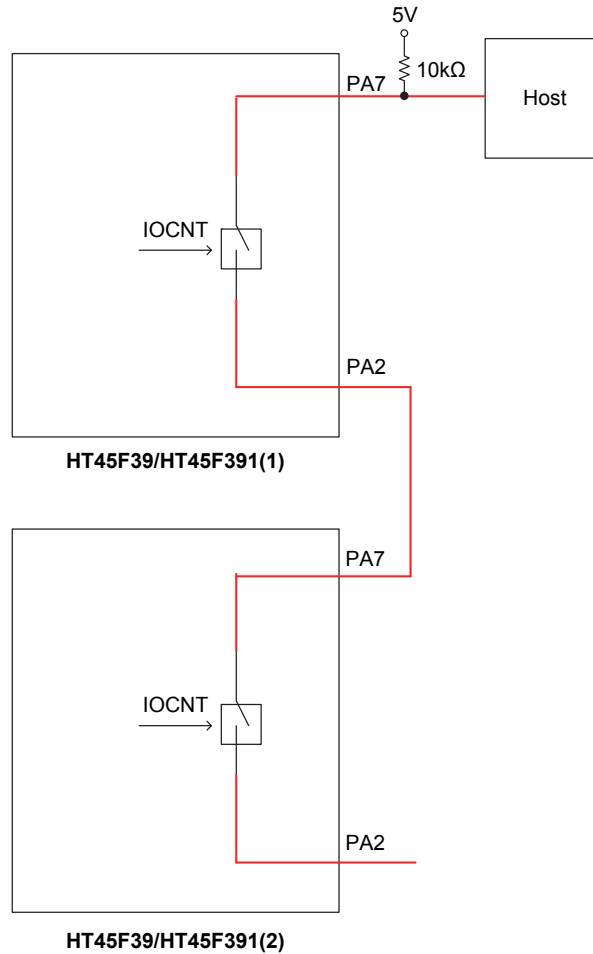 5V
10kΩ
PA7
Host
IOCNT
PA2
HT45F39/HT45F391(1)
PA7
IOCNT
PA2
HT45F39/HT45F391(2)